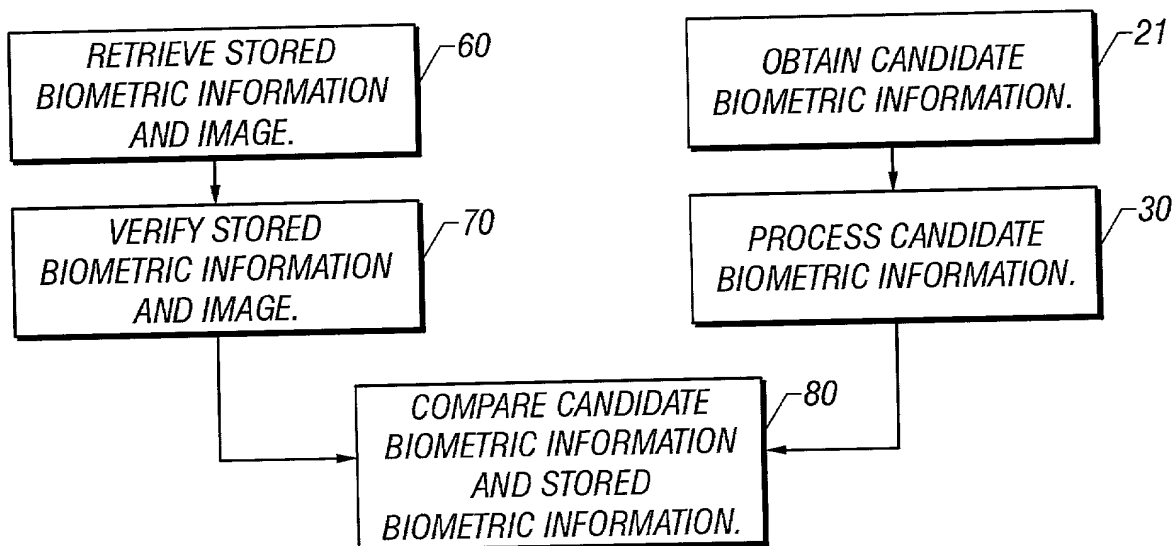 RETRIEVE STORED
BIOMETRIC INFORMATION
AND IMAGE.
60
OBTAIN CANDIDATE
BIOMETRIC INFORMATION.
21
VERIFY STORED
BIOMETRIC INFORMATION
AND IMAGE.
70
PROCESS CANDIDATE
BIOMETRIC INFORMATION.
30
COMPARE CANDIDATE
BIOMETRIC INFORMATION
AND STORED
BIOMETRIC INFORMATION.
80